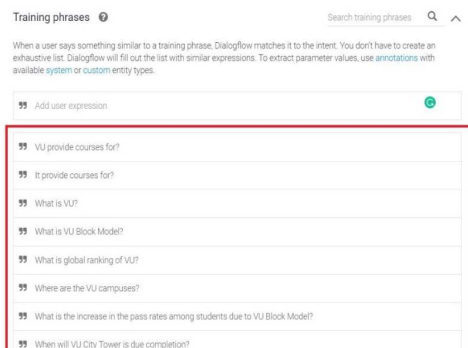 Training phrases
Search training phrases
When a user says something similar to a training phrase, Dialogflow matches it to the intent. You don't have to create an
exhaustive list. Dialogflow will fill out the list with similar expressions. To extract parameter values, use annotations with
available system or custom entity types.
Add user expression
VU provide courses for?
It provide courses for?
What is VU?
What is VU Block Model?
What is global ranking of VU?
Where are the VU campuses?
What is the increase in the pass rates among students due to VU Block Model?
When will VU City Tower is due completion?